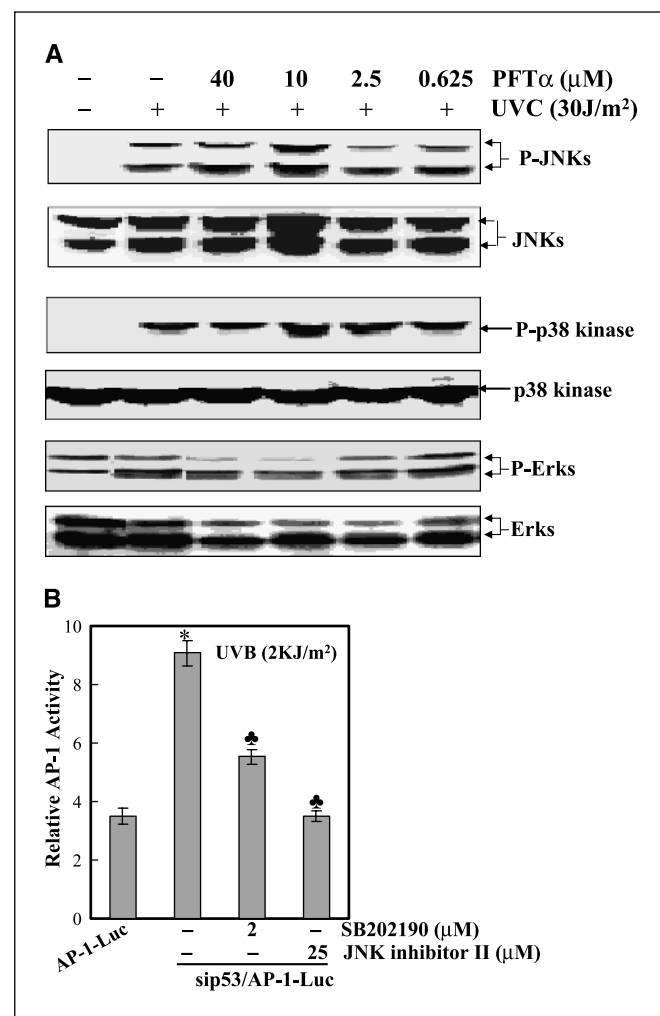 A
– – 40 10 2.5 0.625 PFTα (μM)
– + + + + + UVC (30J/m²)
P-JNKs
JNKs
P-p38 kinase
p38 kinase
P-Erks
Erks
B
10
8
6
4
2
0
Relative AP-1 Activity
UVB (2KJ/m²)
*
♣
♣
AP-1-Luc
– 2 – SB202190 (μM)
– – 25 JNK inhibitor II (μM)
sip53/AP-1-Luc